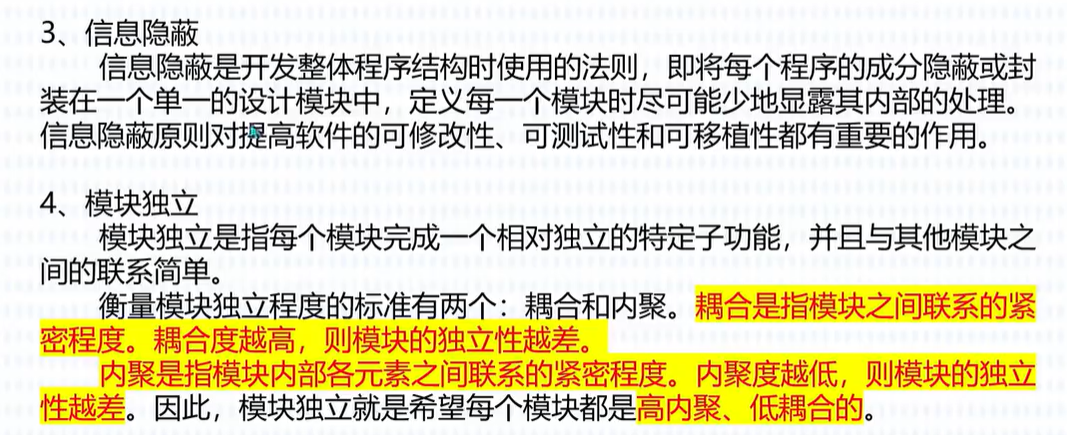 3、信息隐蔽
信息隐蔽是开发整体程序结构时使用的法则，即将每个程序的成分隐蔽或封
装在一个单一的设计模块中，定义每一个模块时尽可能少地显露其内部的处理。
信息隐蔽原则对提高软件的可修改性、可测试性和可移植性都有重要的作用。
4、模块独立
模块独立是指每个模块完成一个相对独立的特定子功能，并且与其他模块之
间的联系简单。
衡量模块独立程度的标准有两个：耦合和内聚。耦合是指模块之间联系的紧
密程度。耦合度越高，则模块的独立性越差。
内聚是指模块内部各元素之间联系的紧密程度。内聚度越低，则模块的独立
性越差。因此，模块独立就是希望每个模块都是高内聚、低耦合的。